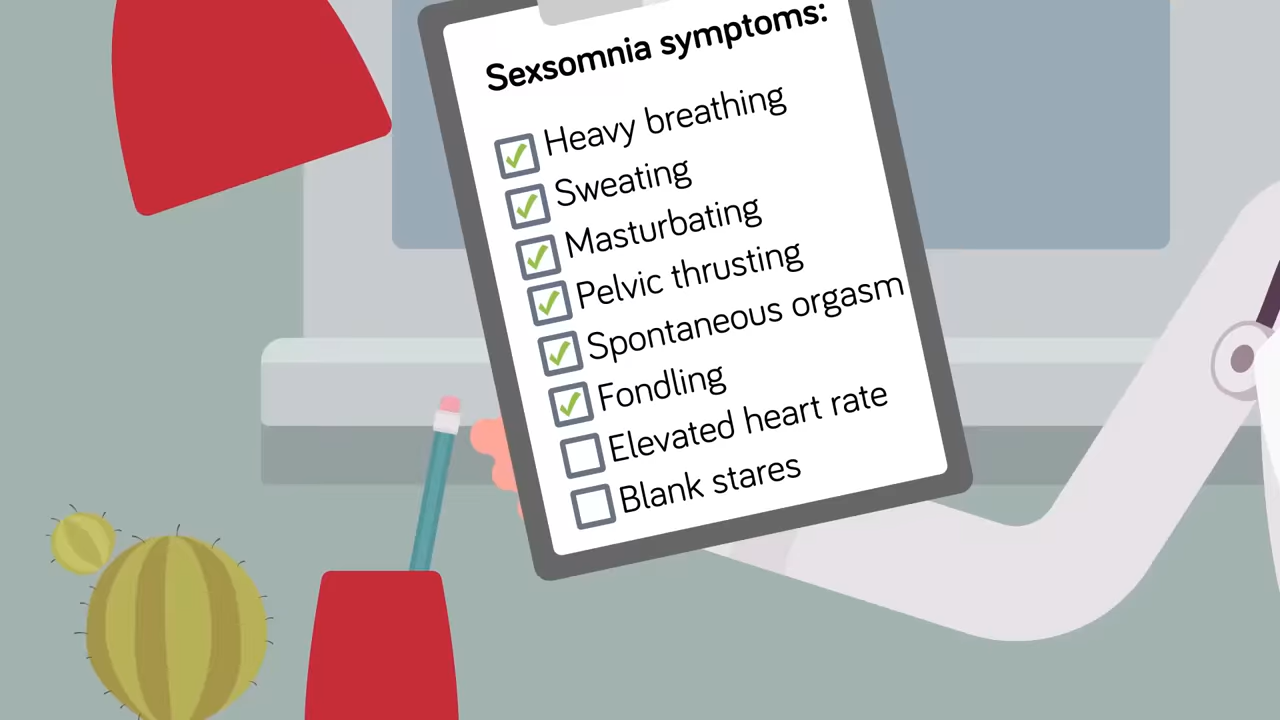 Sexsomnia symptoms:
Heavy breathing
Sweating
Masturbating
Pelvic thrusting
Spontaneous orgasm
Fondling
Elevated heart rate
Blank stares